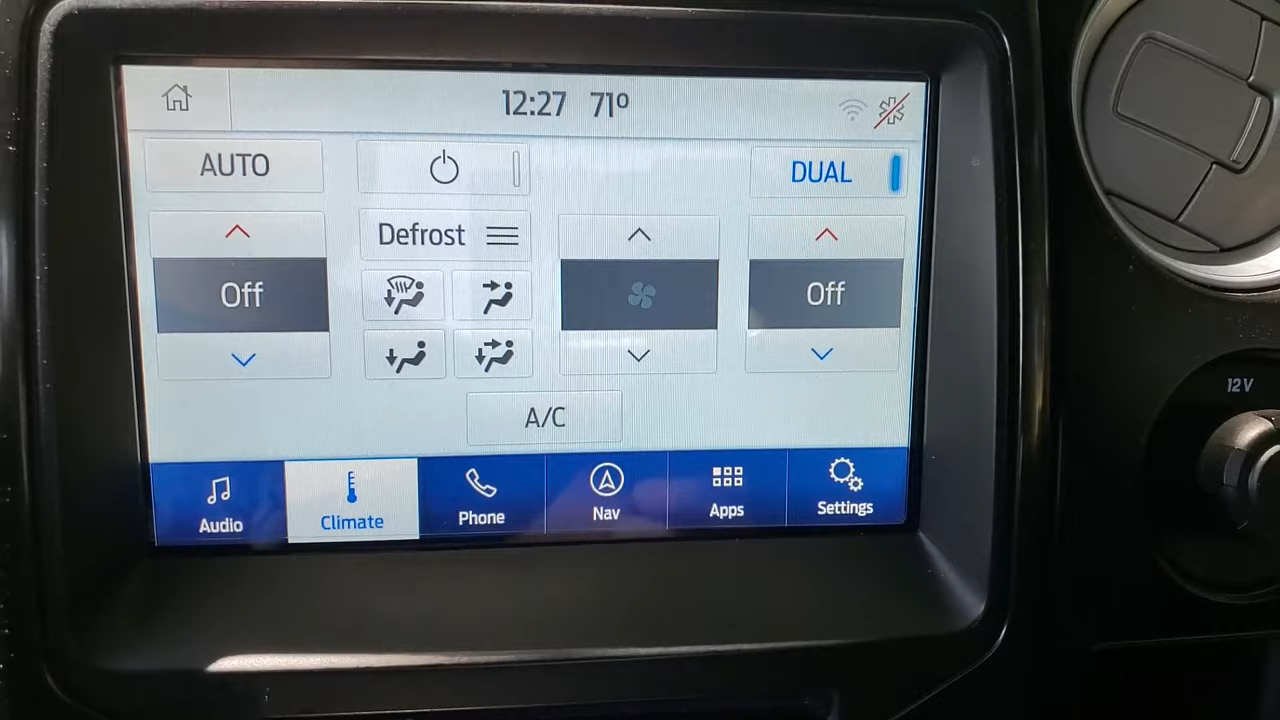 12:27 71°
AUTO
DUAL
Defrost
Off
Off
A/C
Audio
Climate
Phone
Nav
Apps
Settings
12V